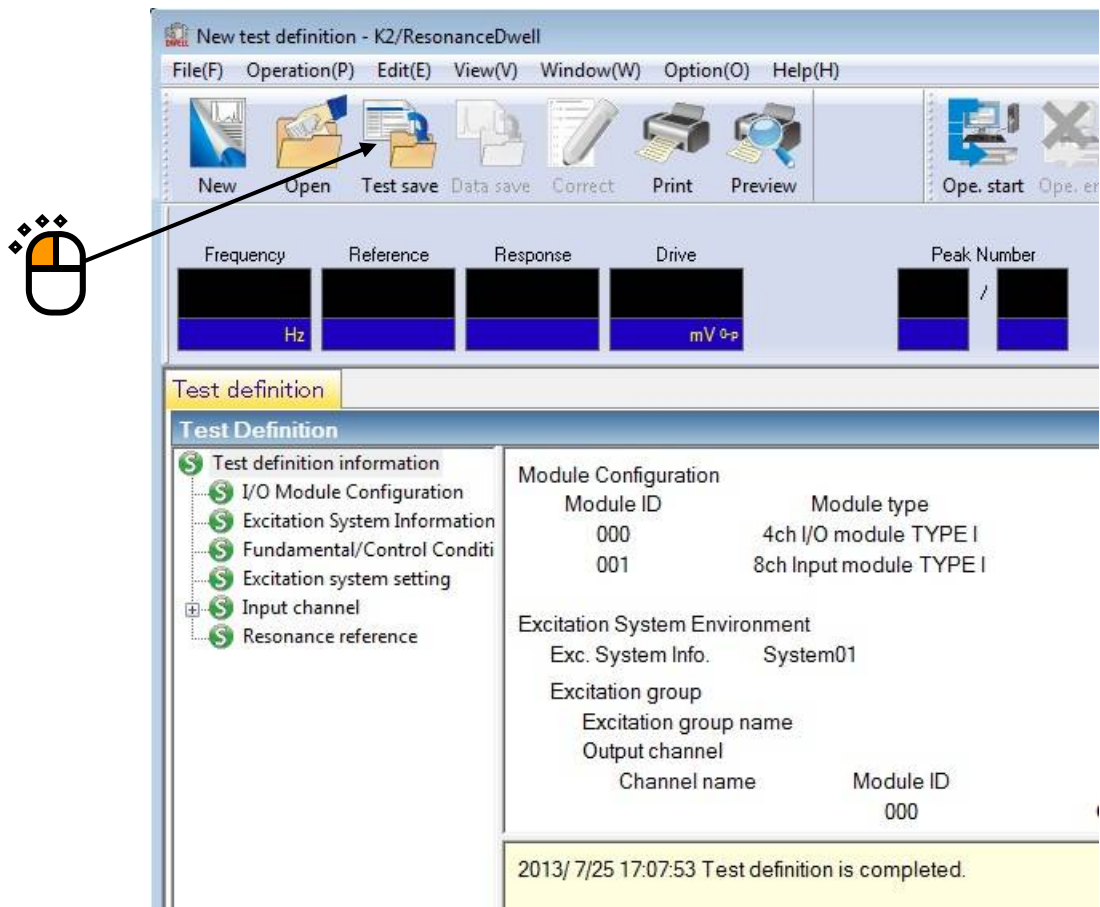 New test definition - K2/ResonanceDwell
File(F) Operation(P) Edit(E) View(V) Window(W) Option(O) Help(H)
New Open Test save Data save Correct Print Preview Ope. start Ope.
Frequency Reference Response Drive Peak Number
/
Hz mV 0-p
Test definition
Test Definition
Test definition information
I/O Module Configuration
Excitation System Information
Fundamental/Control Conditi
Excitation system setting
Input channel
Resonance reference
Module Configuration
Module ID Module type
000 4ch I/O module TYPE I
001 8ch Input module TYPE I
Excitation System Environment
Exc. System Info. System01
Excitation group
Excitation group name
Output channel
Channel name Module ID
000
2013/ 7/25 17:07:53 Test definition is completed.